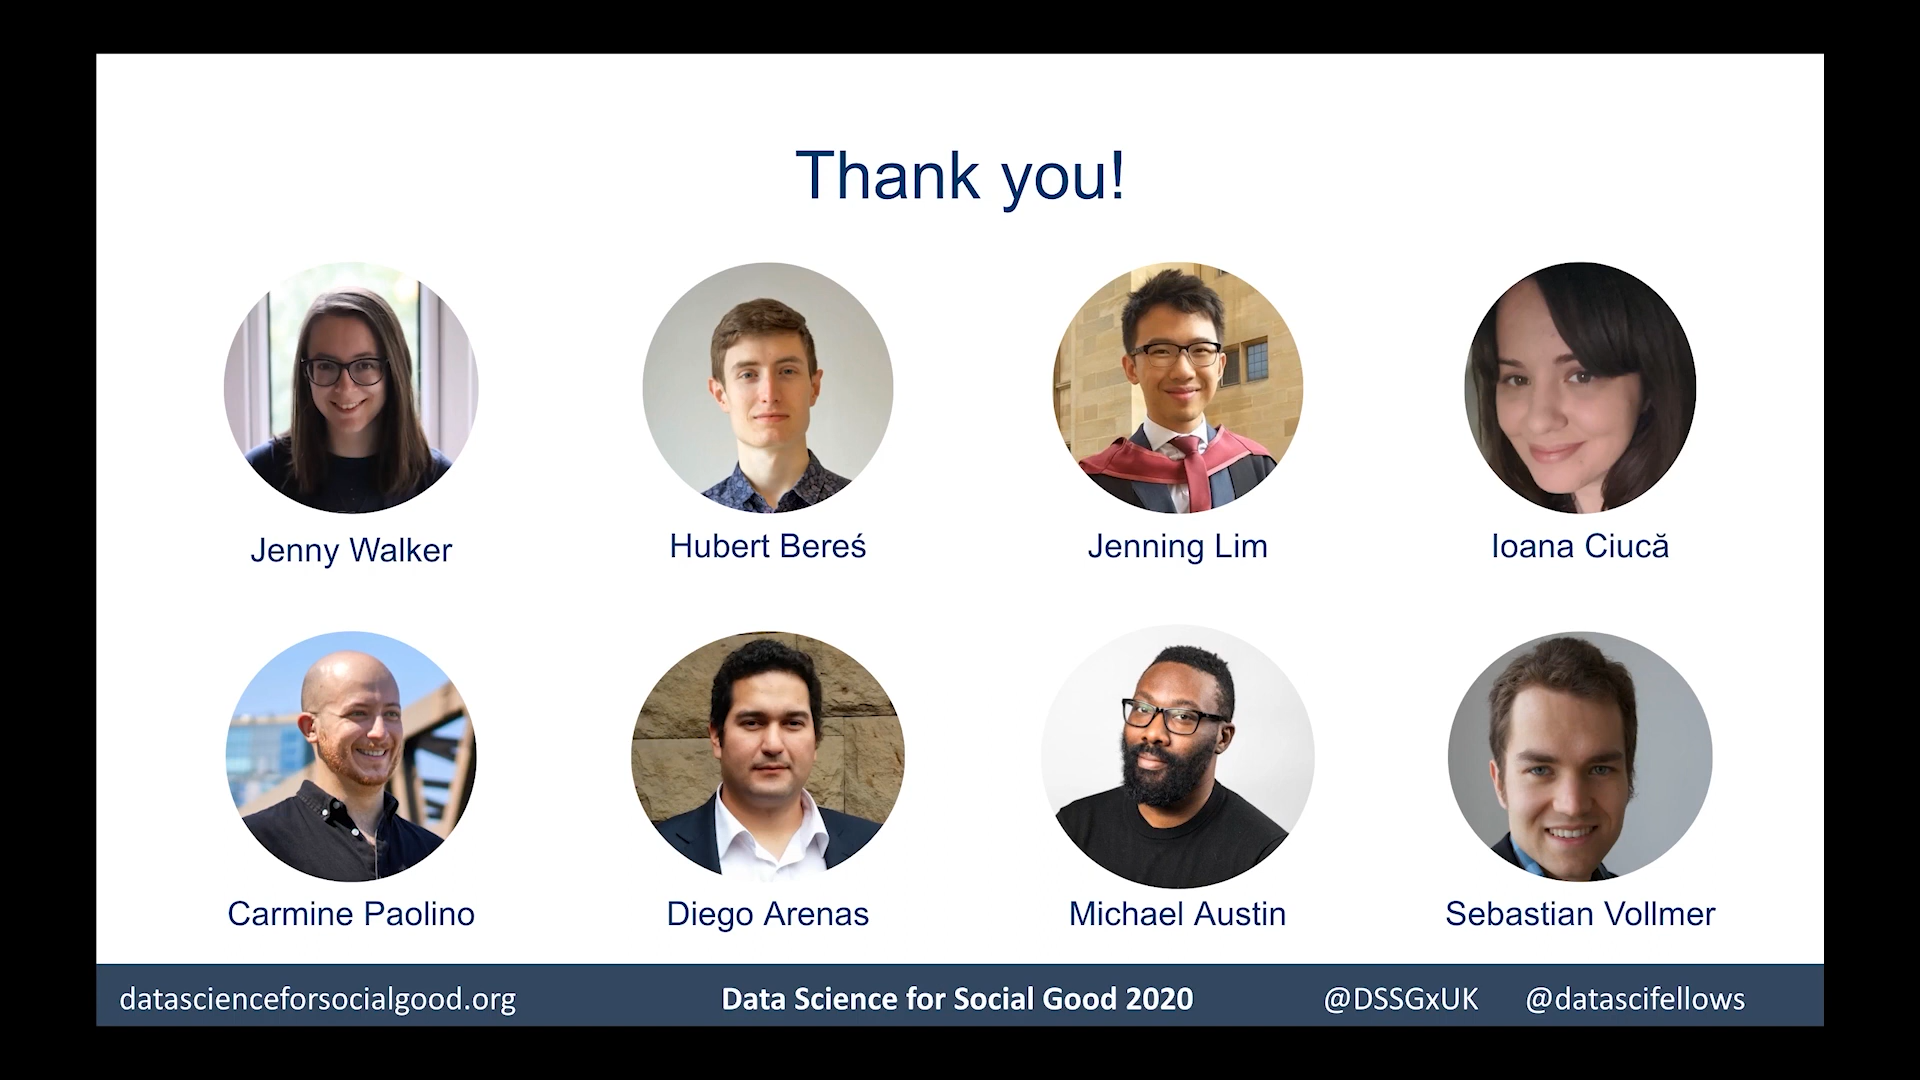 Thank you!
Jenny Walker
Hubert Bereś
Jenning Lim
Ioana Ciucă
Carmine Paolino
Diego Arenas
Michael Austin
Sebastian Vollmer
datascienceforsocialgood.org
Data Science for Social Good 2020
@DSSGxUK
@datascifellows